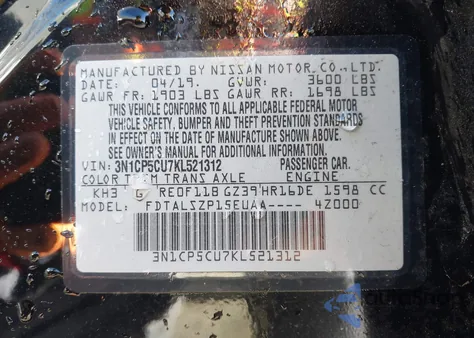 MANUFACTURED BY NISSAN MOTOR CO., LTD.
DATE: 04/19. GVWR: 3600 LBS
GAWR FR: 1903 LBS GAWR RR: 1698 LBS
THIS VEHICLE CONFORMS TO ALL APPLICABLE FEDERAL MOTOR
VEHICLE SAFETY, BUMPER AND THEFT PREVENTION STANDARDS
IN EFFECT ON THE DATE OF MANUFACTURE SHOWN ABOVE.
SEE OWNER'S MANUAL FOR ADDITIONAL INFORMATION.
VIN: 3N1CP5CU7KL521312 PASSENGER CAR.
COLOR TRIM TRANS AXLE ENGINE
KH3 G RE0F11B GZ39 HR16DE 1598 CC
MODEL: FDTALSZP15EUAA---- 4Z000
3N1CP5CU7KL521312